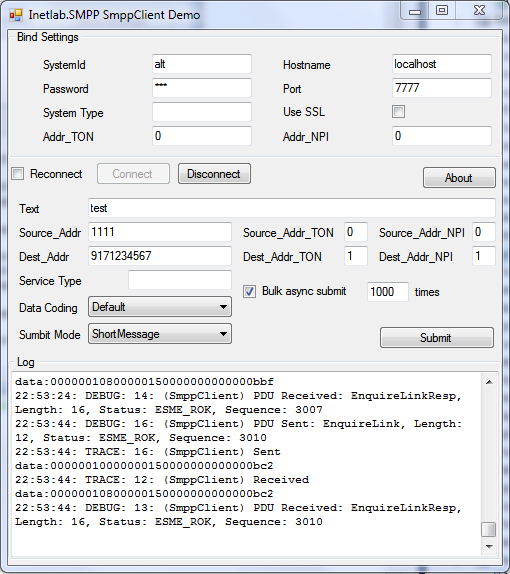 Inetlab.SMPP SmppClient Demo
Bind Settings
SystemId alt Hostname localhost
Password *** Port 7777
System Type Use SSL
Addr_TON 0 Addr_NPI 0
Reconnect Connect Disconnect About
Text test
Source_Addr 1111 Source_Addr_TON 0 Source_Addr_NPI 0
Dest_Addr 9171234567 Dest_Addr_TON 1 Dest_Addr_NPI 1
Service Type
Bulk async submit 1000 times
Data Coding Default
Sumbit Mode ShortMessage Submit
Log
data:00000010800000150000000000000bbf
22:53:24: DEBUG: 14: (SmppClient) PDU Received: EnquireLinkResp,
Length: 16, Status: ESME_ROK, Sequence: 3007
22:53:44: DEBUG: 16: (SmppClient) PDU Sent: EnquireLink, Length:
12, Status: ESME_ROK, Sequence: 3010
22:53:44: TRACE: 16: (SmppClient) Sent
data:00000010000000150000000000000bc2
22:53:44: TRACE: 12: (SmppClient) Received
data:00000010800000150000000000000bc2
22:53:44: DEBUG: 13: (SmppClient) PDU Received: EnquireLinkResp,
Length: 16, Status: ESME_ROK, Sequence: 3010